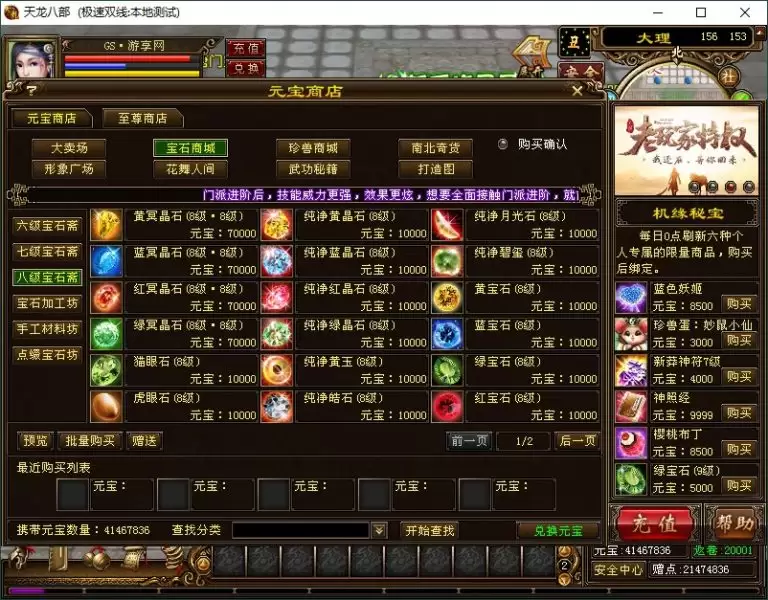 天龙八部 (极速双线:本地测试)
GS·游享网
充值
兑换
门
丑
大理 156 153
北
安全
社
元宝商店
元宝商店 至尊商店
大卖场 宝石商城 珍兽商城 南北奇货 购买确认
形象广场 花舞人间 武功秘籍 打造图
门派进阶后，技能威力更强，效果更炫，想要全面接触门派进阶，就
六级宝石斋
七级宝石斋
八级宝石斋
宝石加工坊
手工材料坊
点缀宝石坊
黄冥晶石(8级·8级) 纯净黄晶石(8级) 纯净月光石(8级)
元宝：70000 元宝：10000 元宝：10000
蓝冥晶石(8级·8级) 纯净蓝晶石(8级) 纯净碧玺(8级)
元宝：70000 元宝：10000 元宝：10000
红冥晶石(8级·8级) 纯净红晶石(8级) 黄宝石(8级)
元宝：70000 元宝：10000 元宝：10000
绿冥晶石(8级·8级) 纯净绿晶石(8级) 蓝宝石(8级)
元宝：70000 元宝：10000 元宝：10000
猫眼石(8级) 纯净黄玉(8级) 绿宝石(8级)
元宝：10000 元宝：10000 元宝：10000
虎眼石(8级) 纯净皓石(8级) 红宝石(8级)
元宝：10000 元宝：10000 元宝：10000
预览 批量购买 赠送 前一页 1/2 后一页
最近购买列表
元宝： 元宝： 元宝： 元宝： 元宝：
携带元宝数量：41467836 查找分类 开始查找 兑换元宝
老玩家特权
我还在，等你回来
机缘秘宝
每日0点刷新六种个
人专属的限量商品，购买
后绑定。
蓝色妖姬
元宝：8500 购买
珍兽蛋：妙鼠小仙
元宝：3000 购买
新莽神符7级
元宝：4000 购买
神照经
元宝：9999 购买
樱桃布丁
元宝：8500 购买
绿宝石(9级)
元宝：5000 购买
充值 帮助
元宝:41467836 返卷:20001
安全中心 赠点:21474836
2